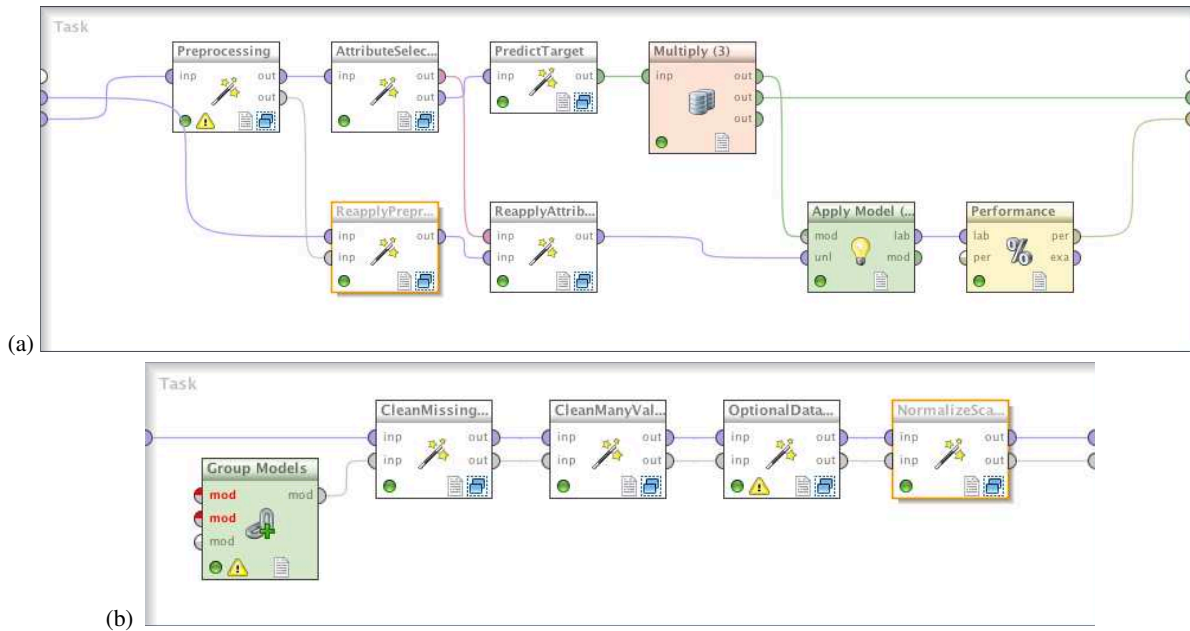 Task
Preprocessing
inp out
out
AttributeSelec...
inp out
out
PredictTarget
inp out
Multiply (3)
inp out
out
out
ReapplyPrepr...
inp out
inp
ReapplyAttrib...
inp out
inp
Apply Model (...
mod lab
unl mod
Performance
lab per
per exa
%
(a)
Task
CleanMissing...
inp out
inp out
CleanManyVal...
inp out
inp out
OptionalData...
inp out
inp out
NormalizeSca...
inp out
inp out
Group Models
mod mod
mod
mod
(b)